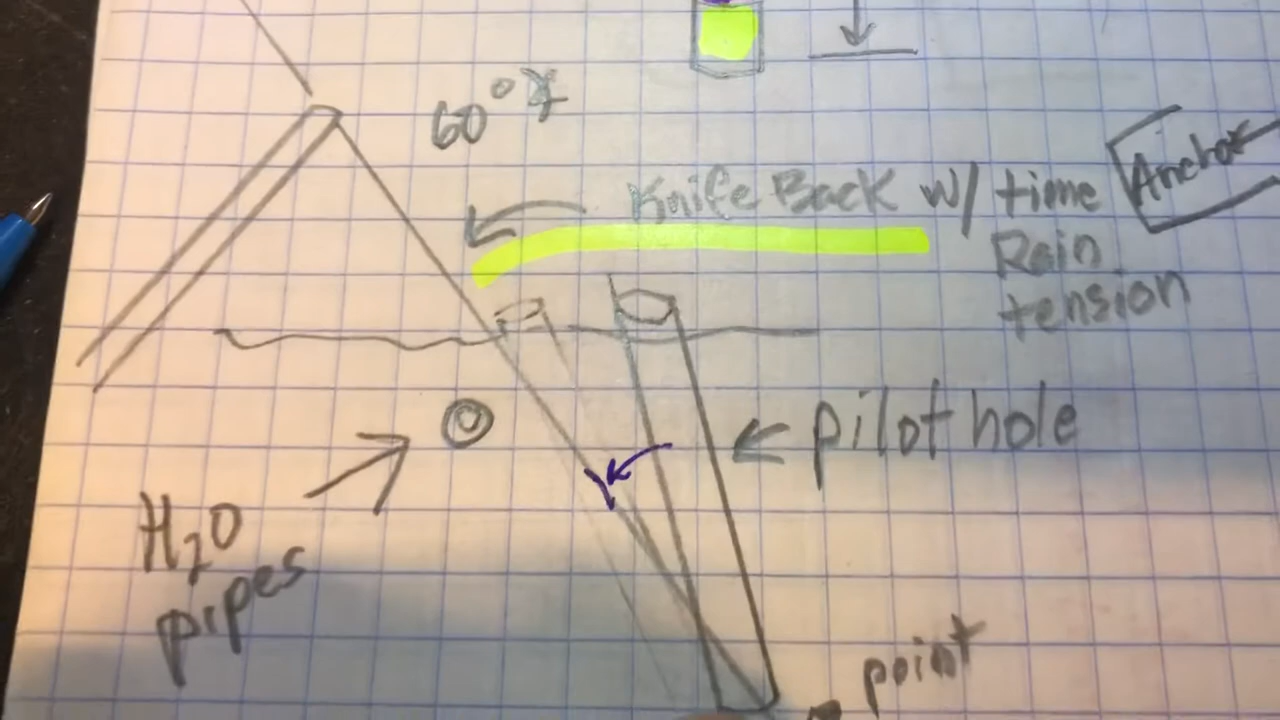 60°
Knife Back w/ time
Rain
tension
Anchor
pilot hole
H2O
pipes
point